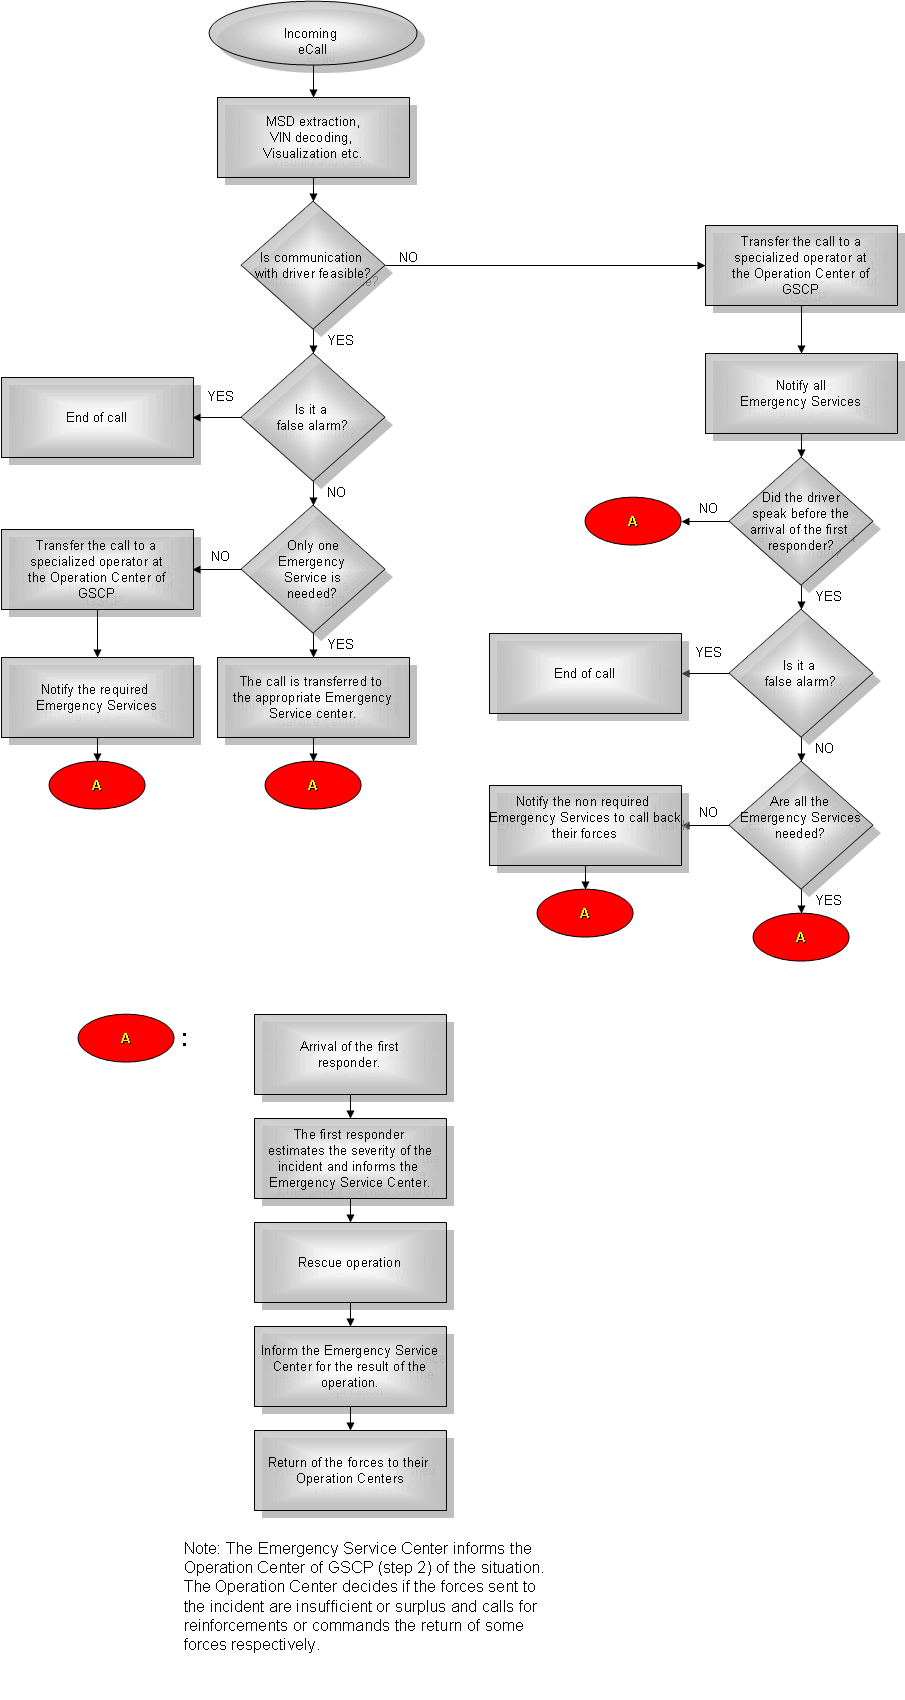 Incoming
eCall
MSD extraction,
VIN decoding,
Visualization etc.
Is communication
with driver feasible?
NO
Transfer the call to a
specialized operator at
the Operation Center of
GSCP
YES
Notify all
Emergency Services
End of call
YES
Is it a
false alarm?
NO
Did the driver
speak before the
arrival of the first
responder?
NO
A
YES
Transfer the call to a
specialized operator at
the Operation Center of
GSCP
NO
Only one
Emergency
Service is
needed?
YES
End of call
YES
Is it a
false alarm?
NO
Notify the required
Emergency Services
The call is transferred to
the appropriate Emergency
Service center.
A
A
Notify the non required
Emergency Services to call back
their forces
NO
Are all the
Emergency Services
needed?
YES
A
A
A
:
Arrival of the first
responder.
The first responder
estimates the severity of the
incident and informs the
Emergency Service Center.
Rescue operation
Inform the Emergency Service
Center for the result of the
operation.
Return of the forces to their
Operation Centers
Note: The Emergency Service Center informs the
Operation Center of GSCP (step 2) of the situation.
The Operation Center decides if the forces sent to
the incident are insufficient or surplus and calls for
reinforcements or commands the return of some
forces respectively.